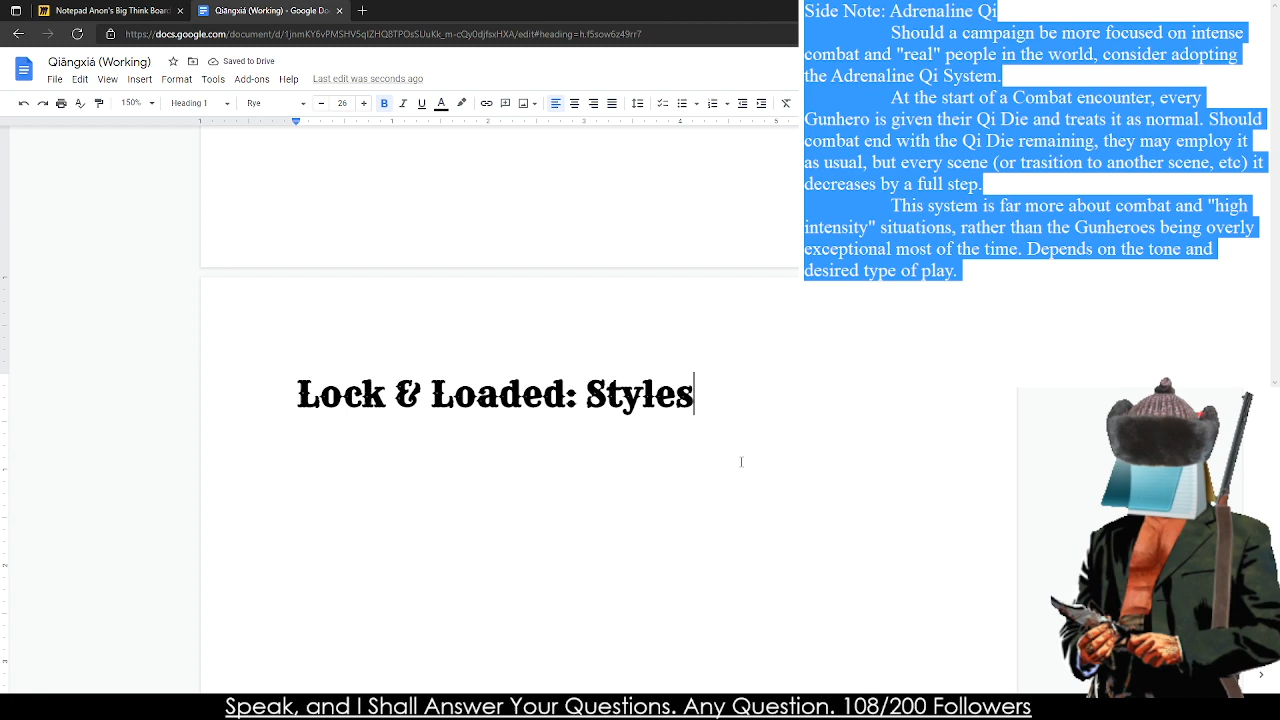 Notepad Anon's Big Think Board
Qiāngxiá (Working) - Google Do
https://docs.google.com/document/d/1jnmKY6vPMSHV5qIZHQ8TPOsSUuKk_m-cQy0djfsxHXA/edit#heading=h.f5sow6z49rr7
Qiāngxiá (Working)
Saved to Drive
File Edit View Insert Format Tools Add-ons Help Last edit was seconds ago
150% Heading 1 Rye 26
1 1 2 3 4 5
Lock & Loaded: Styles
Side Note: Adrenaline Qi
Should a campaign be more focused on intense
combat and "real" people in the world, consider adopting
the Adrenaline Qi System.
At the start of a Combat encounter, every
Gunhero is given their Qi Die and treats it as normal. Should
combat end with the Qi Die remaining, they may employ it
as usual, but every scene (or trasition to another scene, etc) it
decreases by a full step.
This system is far more about combat and "high
intensity" situations, rather than the Gunheroes being overly
exceptional most of the time. Depends on the tone and
desired type of play.
Speak, and I Shall Answer Your Questions. Any Question. 108/200 Followers